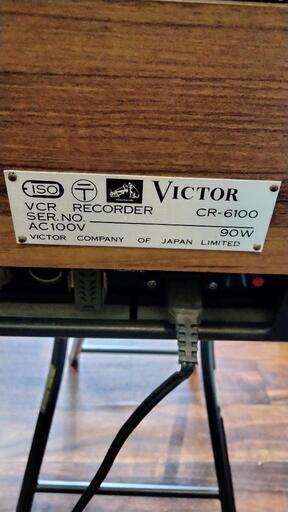 ISO VICTOR
VCR RECORDER CR-6100
SER.NO.
AC100V 90W
VICTOR COMPANY OF JAPAN LIMITED